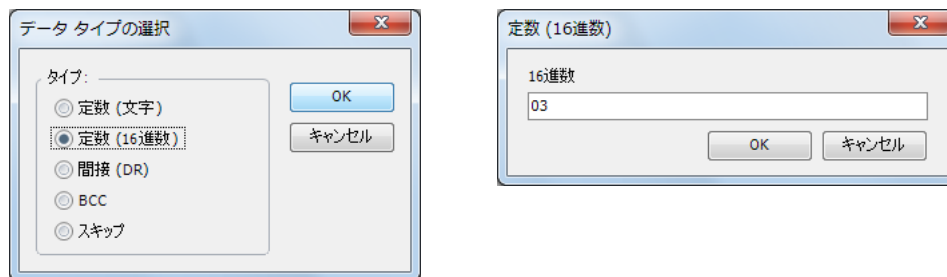 データ タイプの選択
タイプ:
定数 (文字)
定数 (16進数)
間接 (DR)
BCC
スキップ
OK
キャンセル
定数 (16進数)
16進数
03
OK
キャンセル